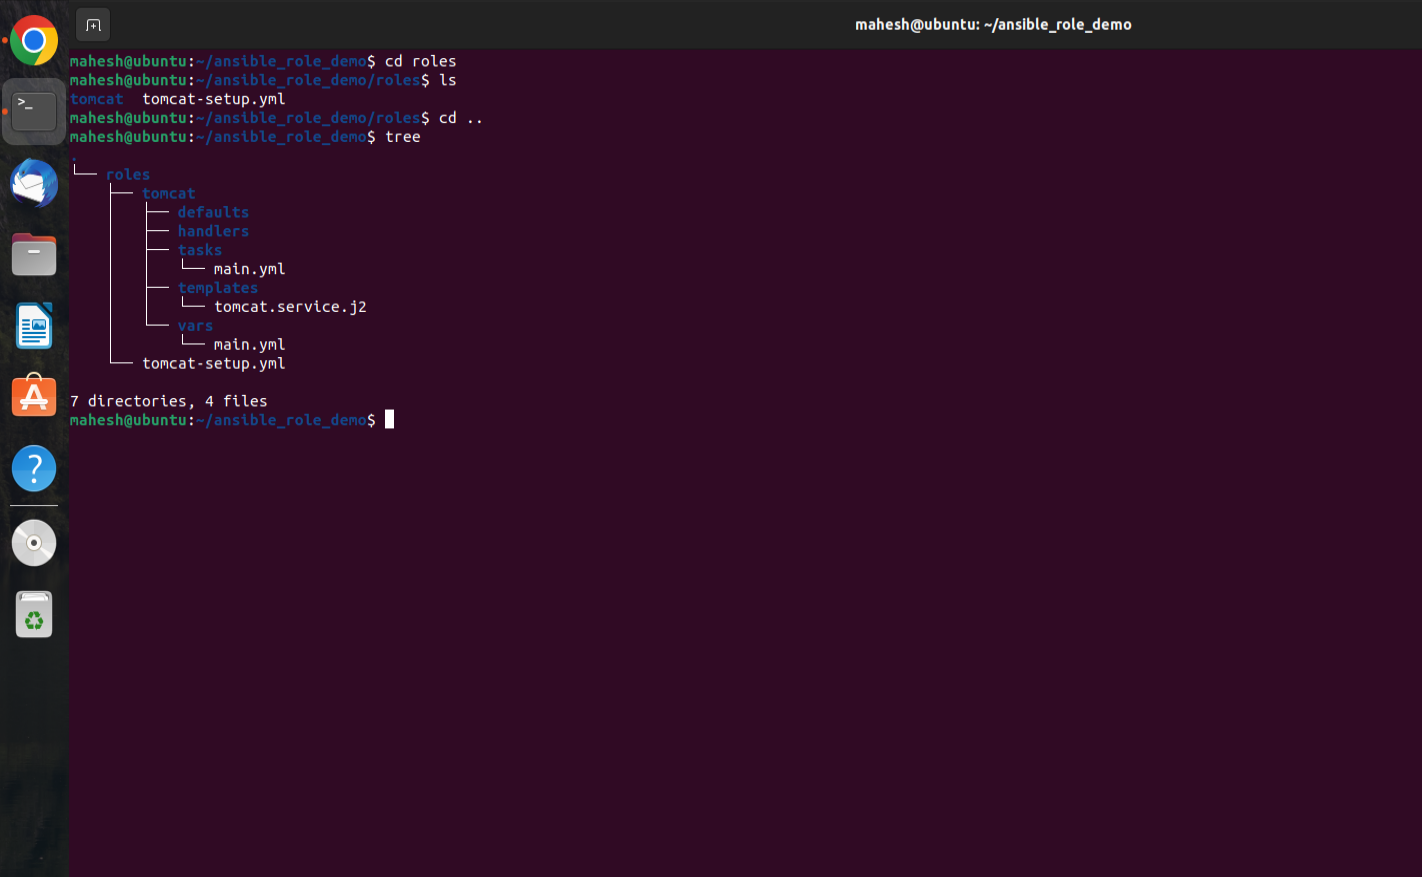 mahesh@ubuntu: ~/ansible_role_demo
mahesh@ubuntu:~/ansible_role_demo$ cd roles
mahesh@ubuntu:~/ansible_role_demo/roles$ ls
tomcat  tomcat-setup.yml
mahesh@ubuntu:~/ansible_role_demo/roles$ cd ..
mahesh@ubuntu:~/ansible_role_demo$ tree
.
└── roles
    ├── tomcat
    │   ├── defaults
    │   ├── handlers
    │   ├── tasks
    │   │   └── main.yml
    │   ├── templates
    │   │   └── tomcat.service.j2
    │   └── vars
    │       └── main.yml
    └── tomcat-setup.yml
7 directories, 4 files
mahesh@ubuntu:~/ansible_role_demo$